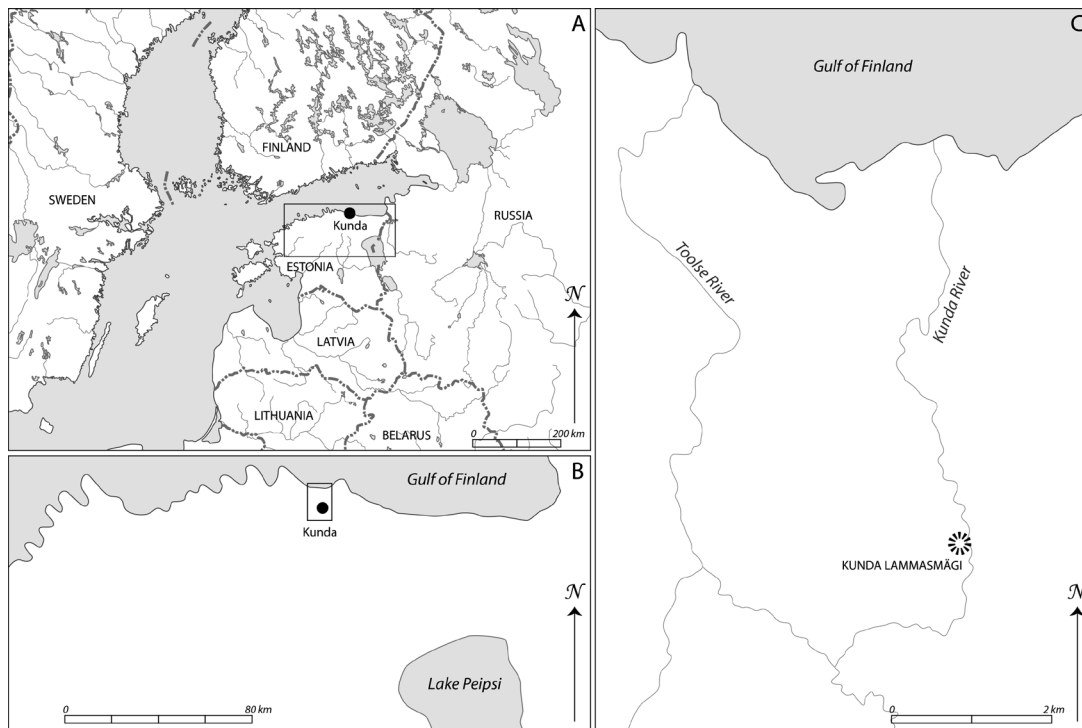 A
FINLAND
SWEDEN
RUSSIA
Kunda
ESTONIA
N
LATVIA
LITHUANIA
BELARUS
0 200 km
B
Gulf of Finland
Kunda
N
Lake Peipsi
0 80 km
C
Gulf of Finland
Toolse River
Kunda River
KUNDA LAMMASMÄGI
N
0 2 km